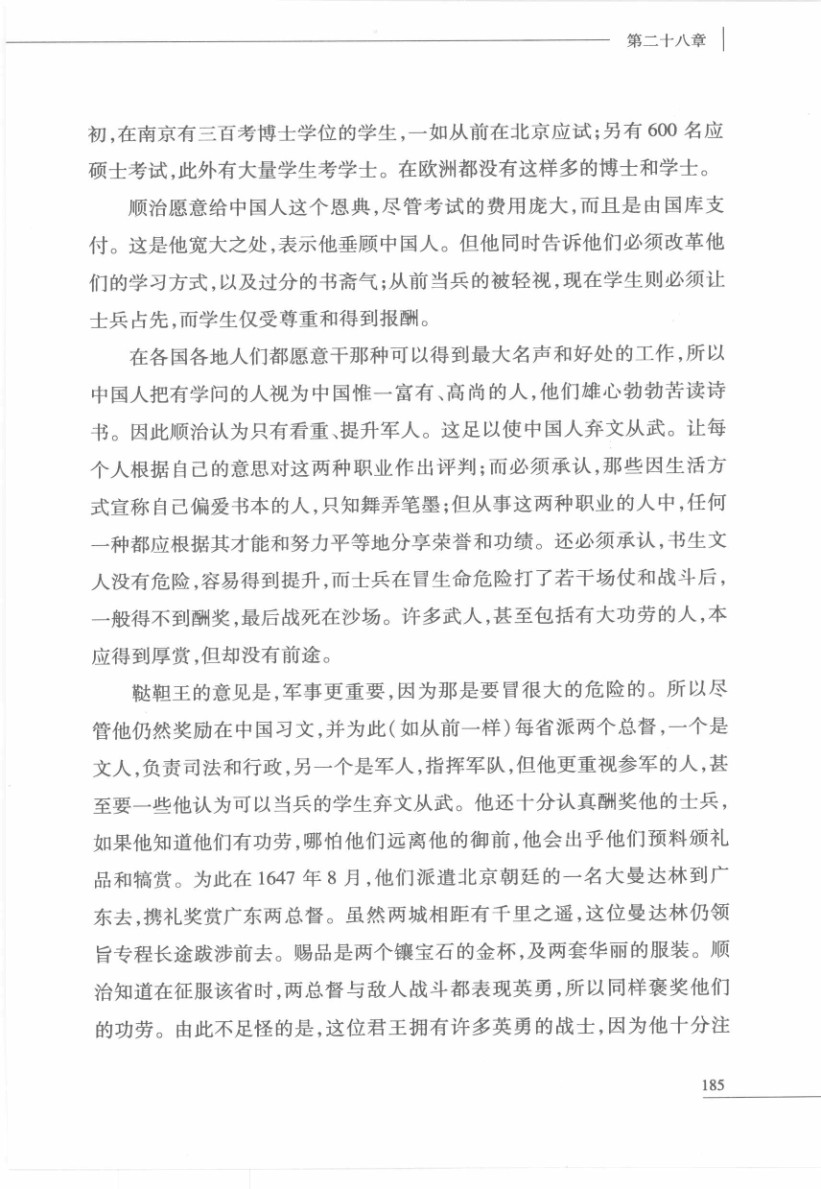 第二十八章
初,在南京有三百考博士学位的学生,一如从前在北京应试;另有 600 名应
硕士考试,此外有大量学生考学士。在欧洲都没有这样多的博士和学士。
顺治愿意给中国人这个恩典,尽管考试的费用庞大,而且是由国库支
付。这是他宽大之处,表示他垂顾中国人。但他同时告诉他们必须改革他
们的学习方式,以及过分的书斋气;从前当兵的被轻视,现在学生则必须让
士兵占先,而学生仅受尊重和得到报酬。
在各国各地人们都愿意干那种可以得到最大名声和好处的工作,所以
中国人把有学问的人视为中国惟一富有、高尚的人,他们雄心勃勃苦读诗
书。因此顺治认为只有看重、提升军人。这足以使中国人弃文从武。让每
个人根据自己的意思对这两种职业作出评判;而必须承认,那些因生活方
式宣称自己偏爱书本的人,只知舞弄笔墨;但从事这两种职业的人中,任何
一种都应根据其才能和努力平等地分享荣誉和功绩。还必须承认,书生文
人没有危险,容易得到提升,而士兵在冒生命危险打了若干场仗和战斗后,
一般得不到酬奖,最后战死在沙场。许多武人,甚至包括有大功劳的人,本
应得到厚赏,但却没有前途。
鞑靼王的意见是,军事更重要,因为那是要冒很大的危险的。所以尽
管他仍然奖励在中国习文,并为此(如从前一样)每省派两个总督,一个是
文人,负责司法和行政,另一个是军人,指挥军队,但他更重视参军的人,甚
至要一些他认为可以当兵的学生弃文从武。他还十分认真酬奖他的士兵,
如果他知道他们有功劳,哪怕他们远离他的御前,他会出乎他们预料颁礼
品和犒赏。为此在 1647 年 8 月,他们派遣北京朝廷的一名大曼达林到广
东去,携礼奖赏广东两总督。虽然两城相距有千里之遥,这位曼达林仍领
旨专程长途跋涉前去。赐品是两个镶宝石的金杯,及两套华丽的服装。顺
治知道在征服该省时,两总督与敌人战斗都表现英勇,所以同样褒奖他们
的功劳。由此不足怪的是,这位君王拥有许多英勇的战士,因为他十分注
185